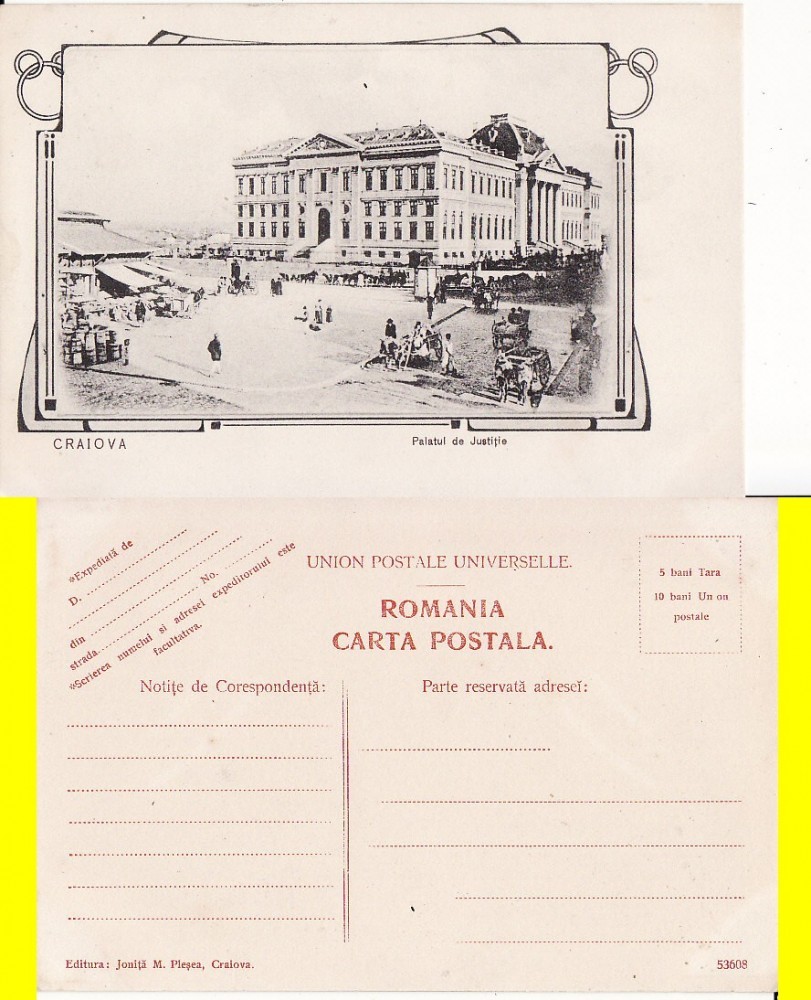 CRAIOVA
Palatul de Justiție
*Expediată de
D.
No.
din
strada
*Scrierea numelui si adresei expeditorului este
facultativa.
UNION POSTALE UNIVERSELLE.
ROMANIA
CARTA POSTALA.
5 bani Tara
10 bani Un on
postale
Notițe de Corespondență:
Parte reservată adreseĭ:
Editura: Joniță M. Pleșea, Craiova.
53608